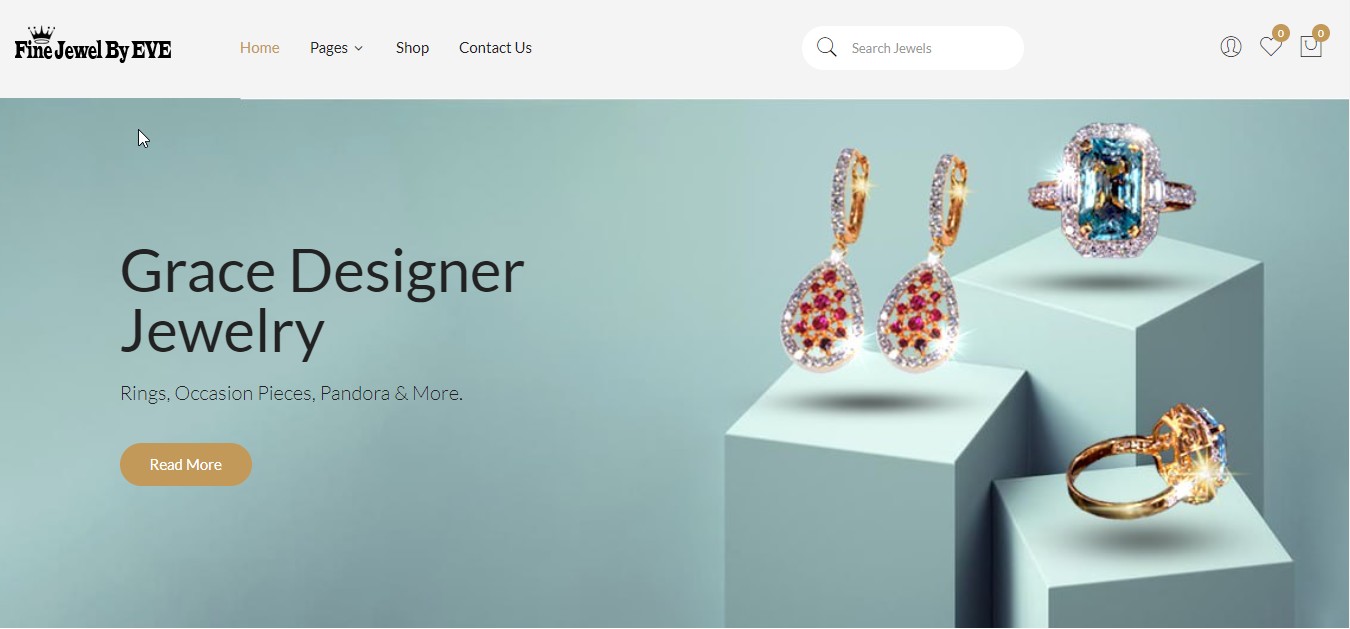 Fine Jewel By EVE
Home
Pages
Shop
Contact Us
Search Jewels
0
0
Grace Designer
Jewelry
Rings, Occasion Pieces, Pandora & More.
Read More